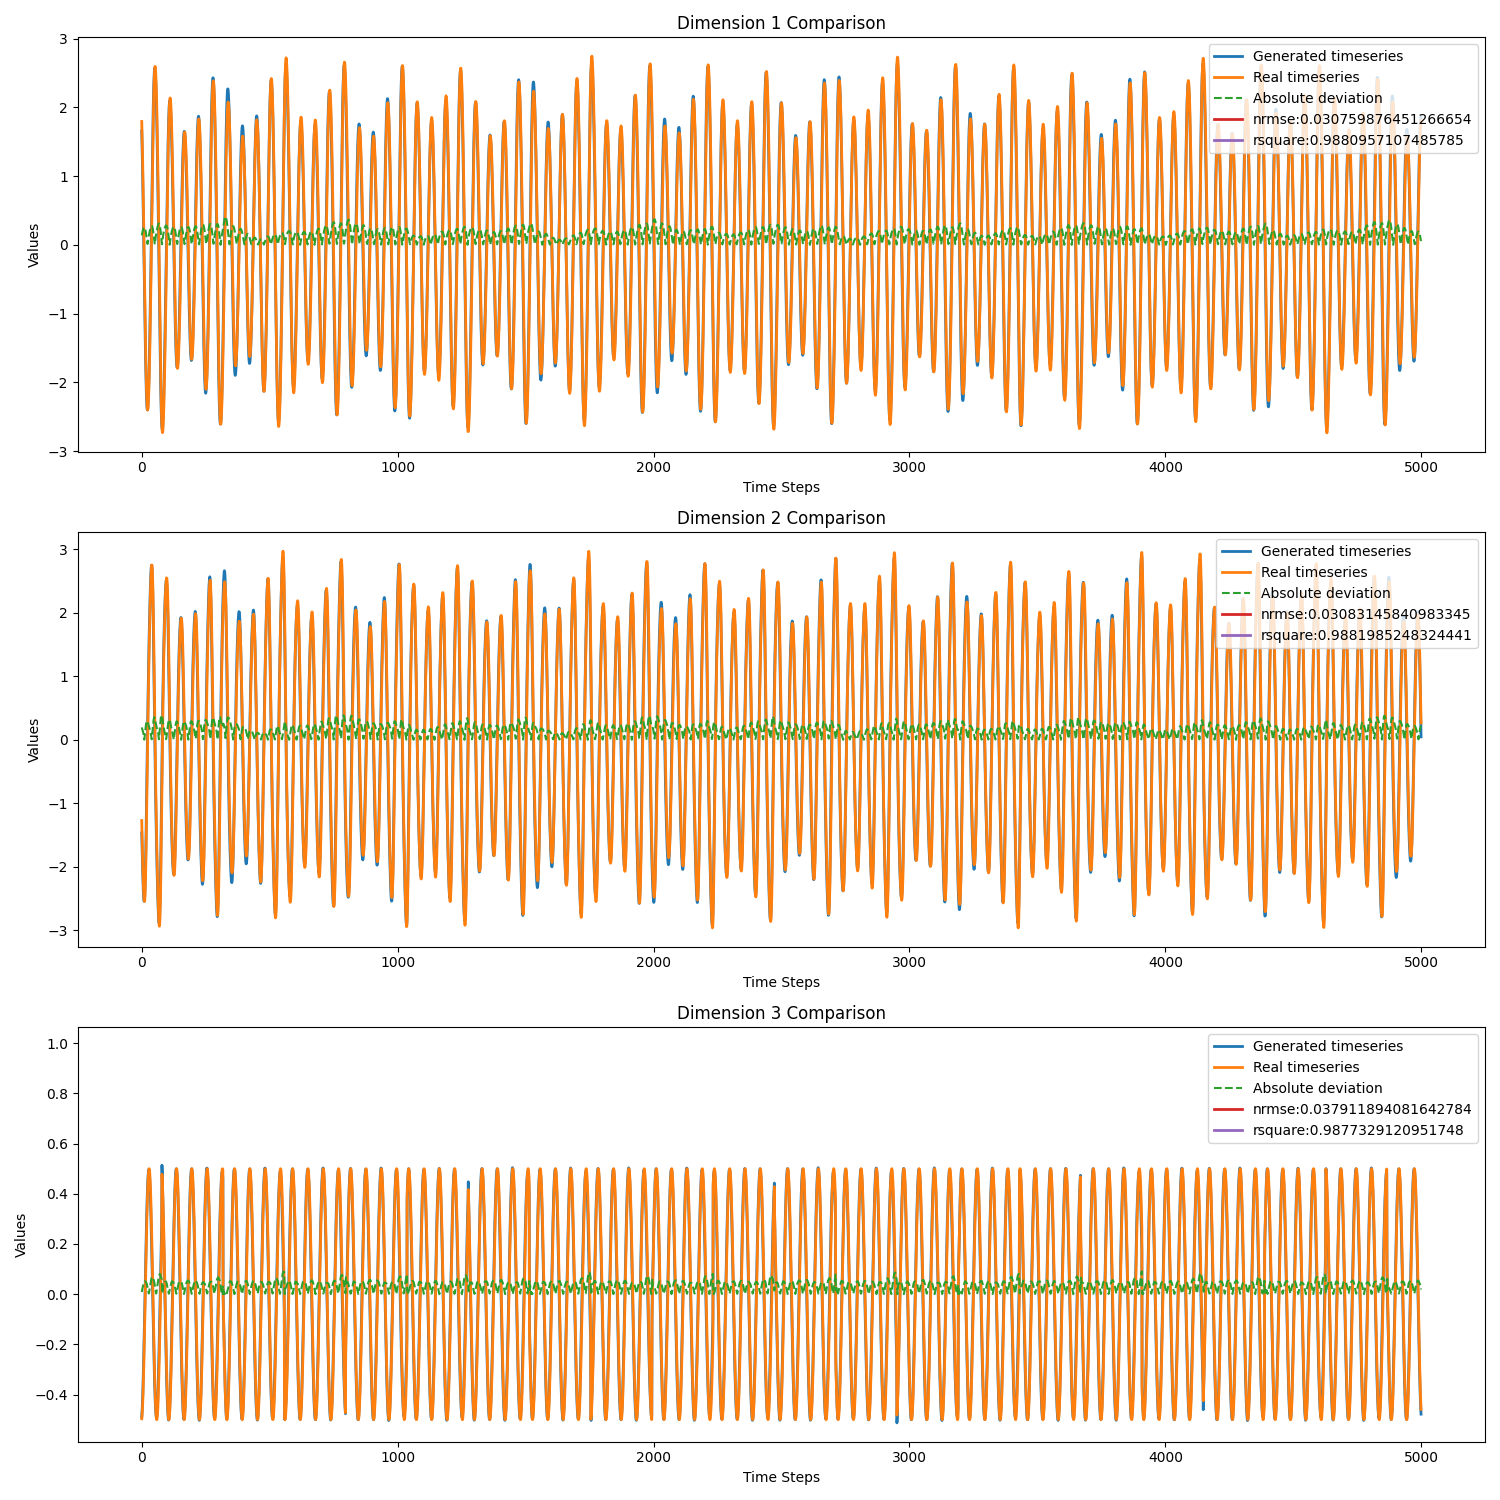 Dimension 1 Comparison
3
2
1
0
−1
−2
−3
Values
Generated timeseries
Real timeseries
Absolute deviation
nrmse:0.030759876451266654
rsquare:0.9880957107485785
0 1000 2000 3000 4000 5000
Time Steps
Dimension 2 Comparison
3
2
1
0
−1
−2
−3
Values
Generated timeseries
Real timeseries
Absolute deviation
nrmse:0.03083145840983345
rsquare:0.9881985248324441
0 1000 2000 3000 4000 5000
Time Steps
Dimension 3 Comparison
1.0
0.8
0.6
0.4
0.2
0.0
−0.2
−0.4
Values
Generated timeseries
Real timeseries
Absolute deviation
nrmse:0.037911894081642784
rsquare:0.9877329120951748
0 1000 2000 3000 4000 5000
Time Steps